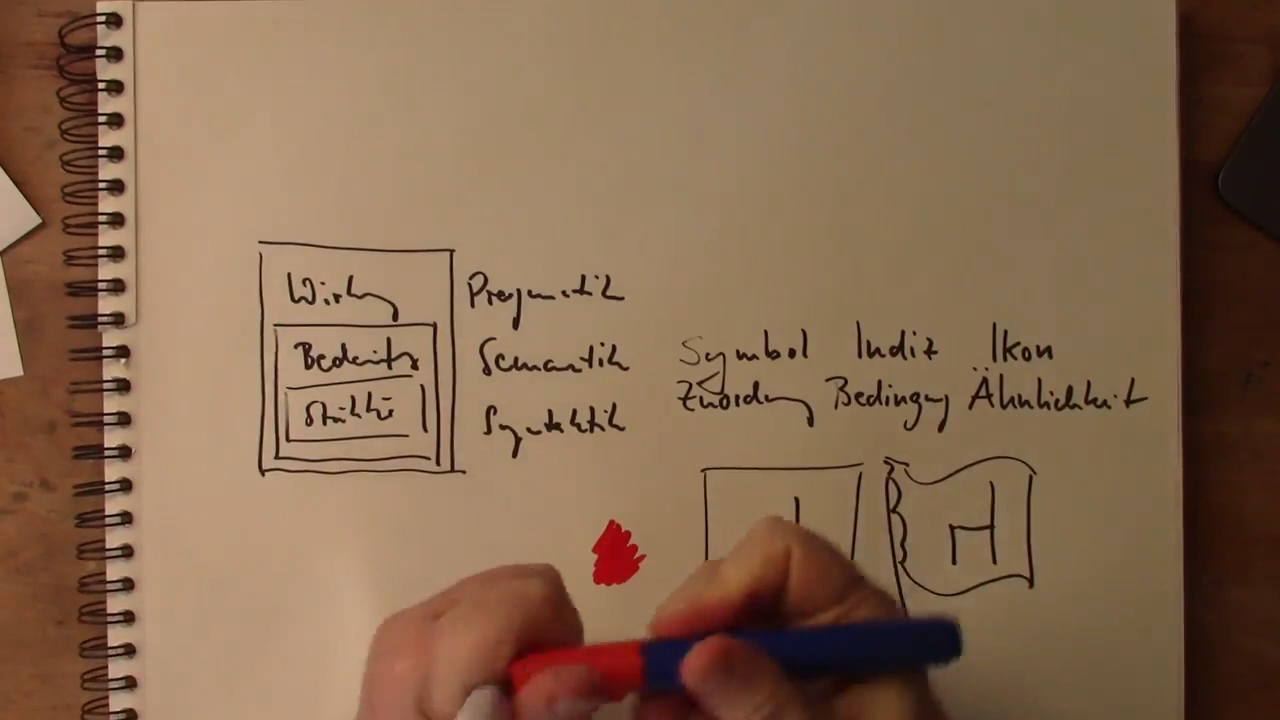 Wirkung Pragmatik
Bedeutung Semantik Symbol Indiz Ikon
Struktur Syntaktik Zuordnung Bedingung Ähnlichkeit